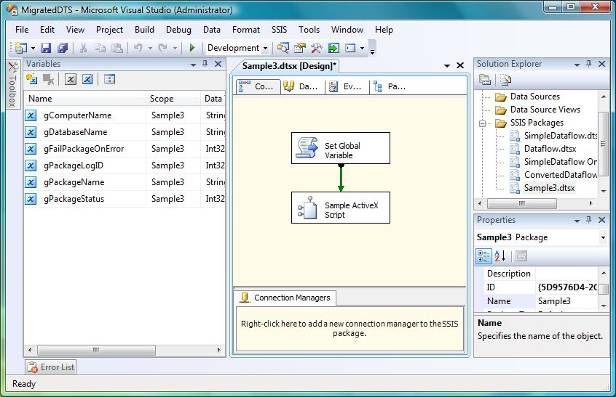 MigratedDTS - Microsoft Visual Studio (Administrator)
File Edit View Project Build Debug Data Format SSIS Tools Window Help
Development
Toolbox
Variables
Name Scope Data
gComputerName Sample3 String
gDatabaseName Sample3 String
gFailPackageOnError Sample3 Int32
gPackageLogID Sample3 Int32
gPackageName Sample3 String
gPackageStatus Sample3 Int32
Error List
Sample3.dtsx [Design]*
Co... Da... Ev... Pa...
Set Global
Variable
Sample ActiveX
Script
Connection Managers
Right-click here to add a new connection manager to the SSIS
package.
Solution Explorer
Data Sources
Data Source Views
SSIS Packages
SimpleDataflow.dtsx
Dataflow.dtsx
SimpleDataflow Or
ConvertedDataflow
Sample3.dtsx
Properties
Sample3 Package
Description
ID {5D9576D4-2C
Name Sample3
Name
Specifies the name of the object.
Ready